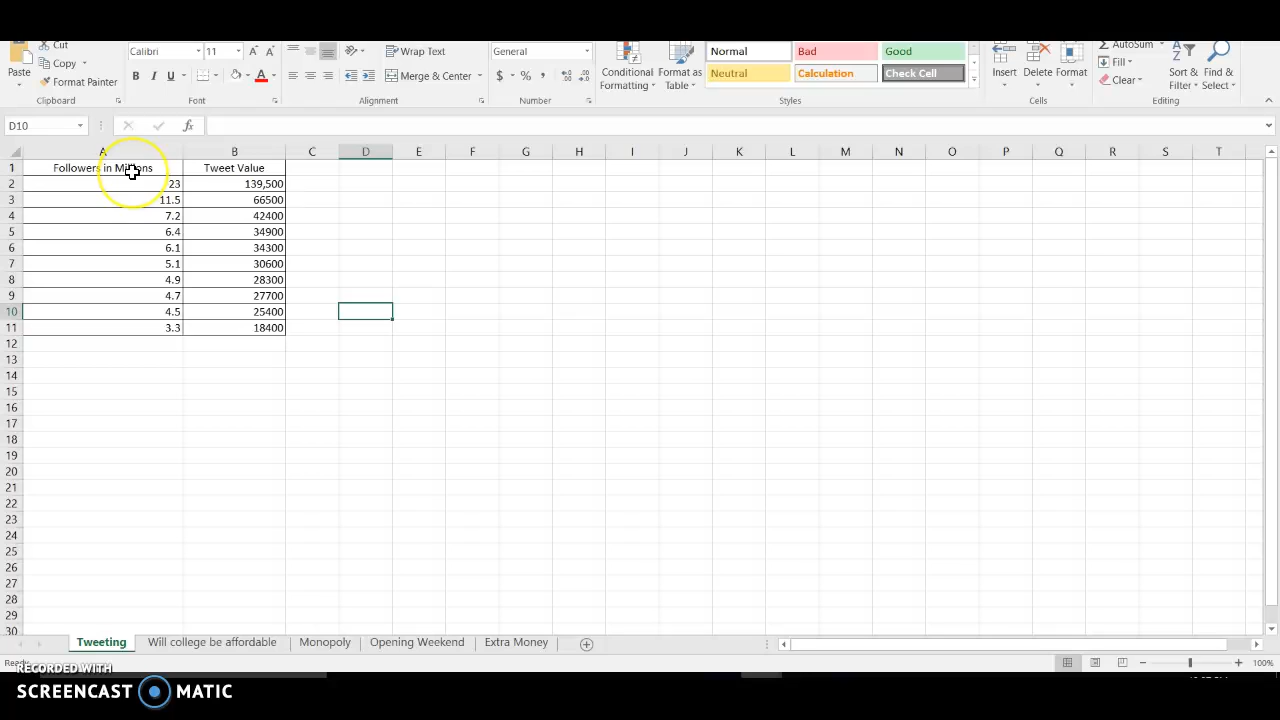 Cut
Copy
Format Painter
Paste
Clipboard
Calibri
11
A A
B I U
A
Font
Wrap Text
Merge & Center
Alignment
General
$ % ,
Number
Conditional Formatting
Format as Table
Normal Bad Good
Neutral Calculation Check Cell
Styles
Insert Delete Format
Cells
AutoSum
Fill
Clear
Sort & Filter
Find & Select
Editing
D10
fx
A B C D E F G H I J K L M N O P Q R S T
1 Followers in Millions Tweet Value
2 23 139,500
3 11.5 66500
4 7.2 42400
5 6.4 34900
6 6.1 34300
7 5.1 30600
8 4.9 28300
9 4.7 27700
10 4.5 25400
11 3.3 18400
12
13
14
15
16
17
18
19
20
21
22
23
24
25
26
27
28
29
30
Tweeting Will college be affordable Monopoly Opening Weekend Extra Money
Ready
100%
RECORDED WITH
SCREENCAST MATIC